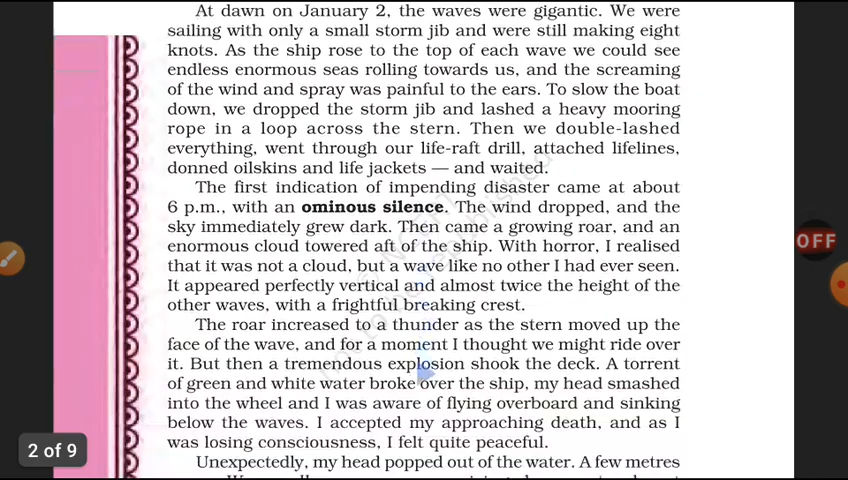 At dawn on January 2, the waves were gigantic. We were
sailing with only a small storm jib and were still making eight
knots. As the ship rose to the top of each wave we could see
endless enormous seas rolling towards us, and the screaming
of the wind and spray was painful to the ears. To slow the boat
down, we dropped the storm jib and lashed a heavy mooring
rope in a loop across the stern. Then we double-lashed
everything, went through our life-raft drill, attached lifelines,
donned oilskins and life jackets — and waited.
The first indication of impending disaster came at about
6 p.m., with an ominous silence. The wind dropped, and the
sky immediately grew dark. Then came a growing roar, and an
enormous cloud towered aft of the ship. With horror, I realised
that it was not a cloud, but a wave like no other I had ever seen.
It appeared perfectly vertical and almost twice the height of the
other waves, with a frightful breaking crest.
The roar increased to a thunder as the stern moved up the
face of the wave, and for a moment I thought we might ride over
it. But then a tremendous explosion shook the deck. A torrent
of green and white water broke over the ship, my head smashed
into the wheel and I was aware of flying overboard and sinking
below the waves. I accepted my approaching death, and as I
was losing consciousness, I felt quite peaceful.
Unexpectedly, my head popped out of the water. A few metres
2 of 9
OFF